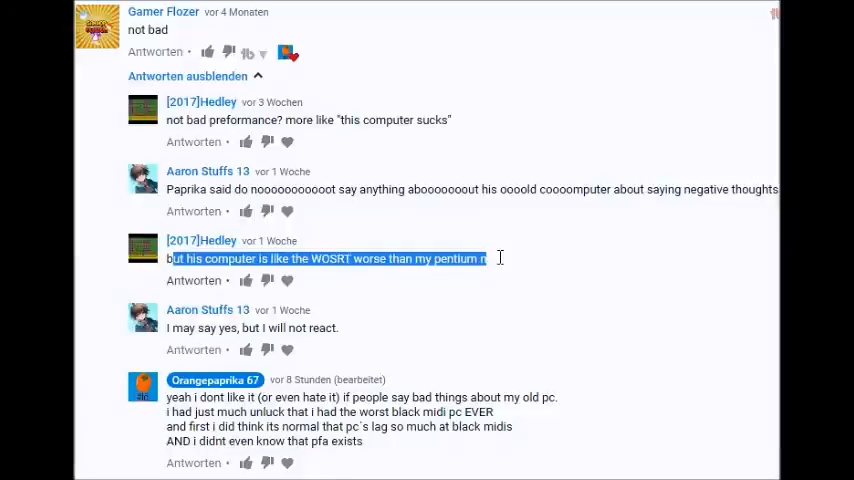 Gamer Flozer vor 4 Monaten
not bad
Antworten •
Antworten ausblenden
[2017]Hedley vor 3 Wochen
not bad preformance? more like "this computer sucks"
Antworten •
Aaron Stuffs 13 vor 1 Woche
Paprika said do nooooooooooot say anything aboooooooout his oooold coooomputer about saying negative thoughts
Antworten •
[2017]Hedley vor 1 Woche
but his computer is like the WOSRT worse than my pentium n
Antworten •
Aaron Stuffs 13 vor 1 Woche
I may say yes, but I will not react.
Antworten •
Orangepaprika 67 vor 8 Stunden (bearbeitet)
yeah i dont like it (or even hate it) if people say bad things about my old pc.
i had just much unluck that i had the worst black midi pc EVER
and first i did think its normal that pc´s lag so much at black midis
AND i didnt even know that pfa exists
Antworten •